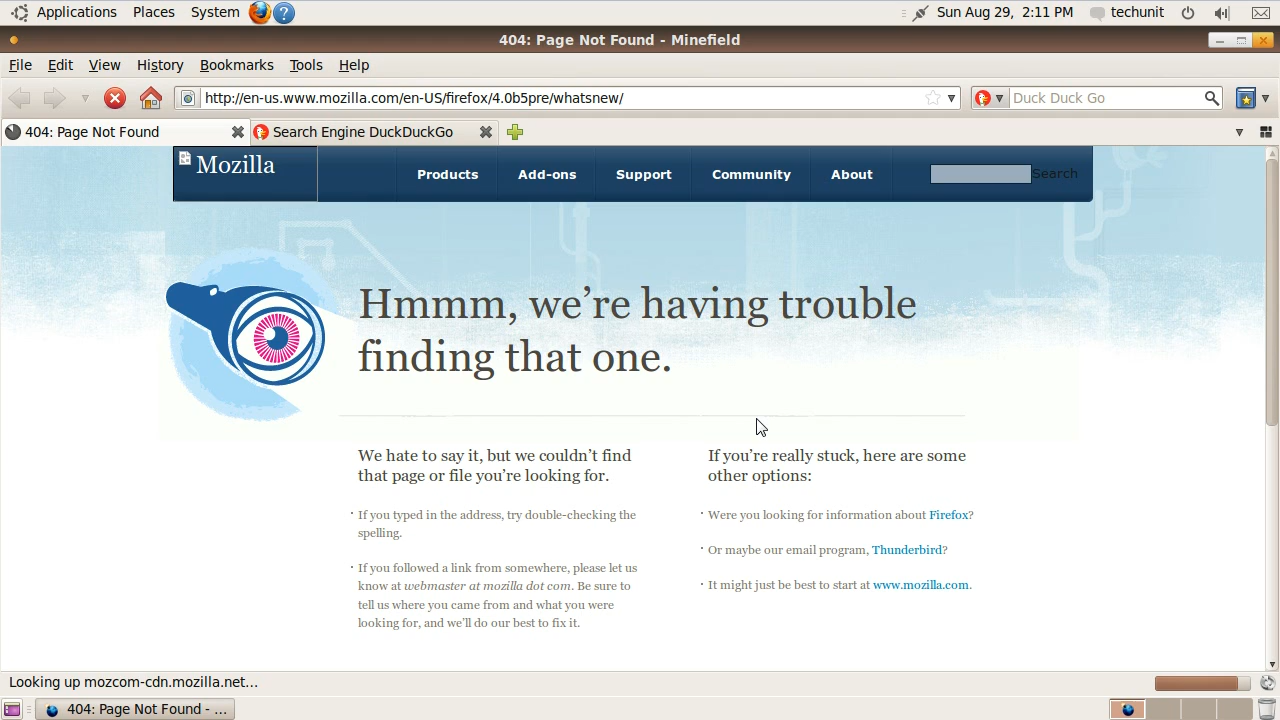 Applications Places System Sun Aug 29, 2:11 PM techunit
404: Page Not Found - Minefield
File Edit View History Bookmarks Tools Help
http://en-us.www.mozilla.com/en-US/firefox/4.0b5pre/whatsnew/ Duck Duck Go
404: Page Not Found Search Engine DuckDuckGo
Mozilla Products Add-ons Support Community About Search
Hmmm, we’re having trouble
finding that one.
We hate to say it, but we couldn’t find
that page or file you’re looking for.
· If you typed in the address, try double-checking the
spelling.
· If you followed a link from somewhere, please let us
know at webmaster at mozilla dot com. Be sure to
tell us where you came from and what you were
looking for, and we’ll do our best to fix it.
If you’re really stuck, here are some
other options:
· Were you looking for information about Firefox?
· Or maybe our email program, Thunderbird?
· It might just be best to start at www.mozilla.com.
Looking up mozcom-cdn.mozilla.net...
404: Page Not Found - ...